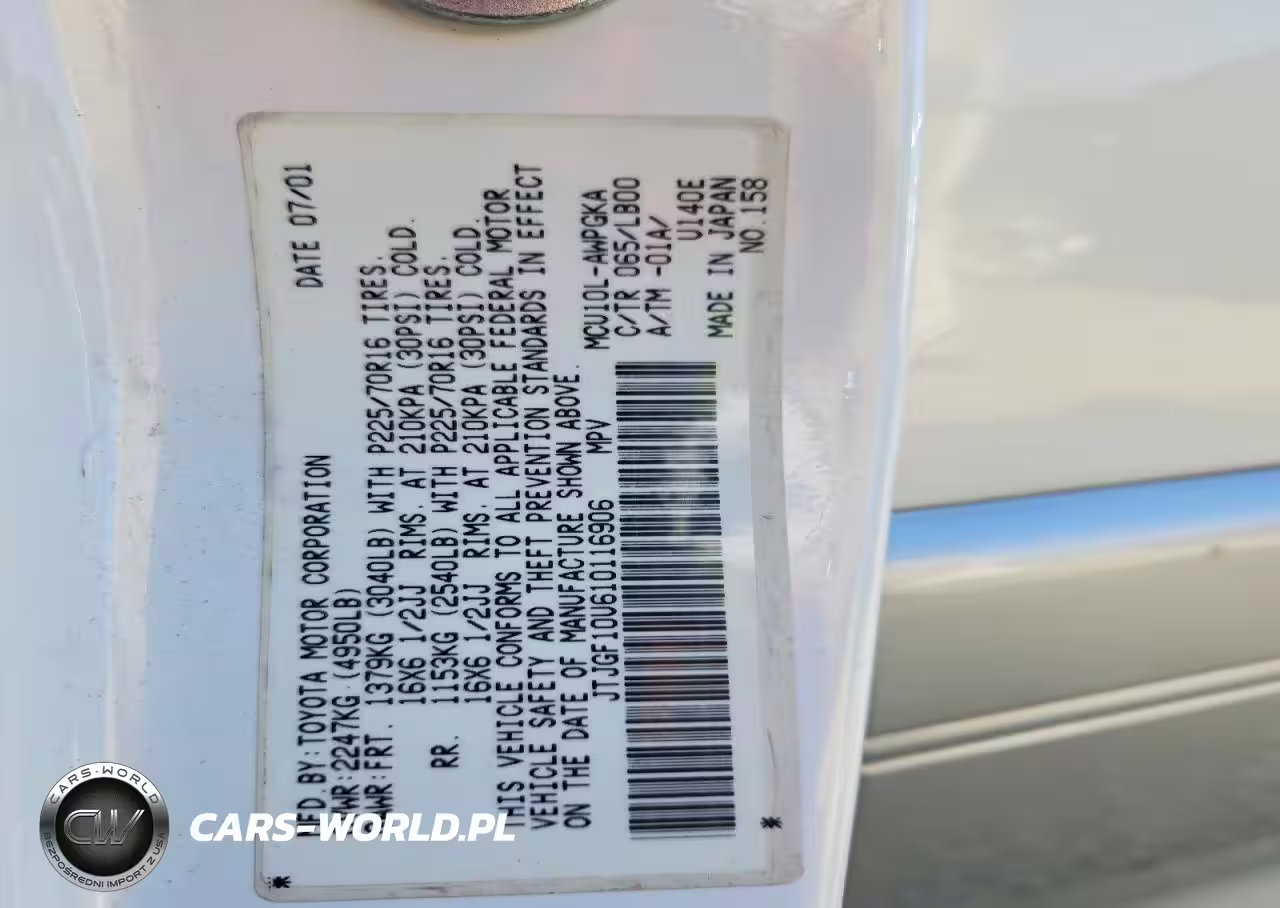 MFD.BY:TOYOTA MOTOR CORPORATION DATE 07/01
GVWR:2247KG (4950LB)
GAWR:FRT. 1379KG (3040LB) WITH P225/70R16 TIRES.
16X6 1/2JJ RIMS. AT 210KPA (30PSI) COLD.
RR. 1153KG (2540LB) WITH P225/70R16 TIRES.
16X6 1/2JJ RIMS. AT 210KPA (30PSI) COLD.
THIS VEHICLE CONFORMS TO ALL APPLICABLE FEDERAL MOTOR
VEHICLE SAFETY AND THEFT PREVENTION STANDARDS IN EFFECT
ON THE DATE OF MANUFACTURE SHOWN ABOVE.
JTJGF10U610116906 MPV MCU10L-AWPGKA
C/TR 065/LB00
A/TM -01A/
U140E
MADE IN JAPAN
NO.158
CARS-WORLD
CW
BEZPOŚREDNI IMPORT Z USA
CARS-WORLD.PL